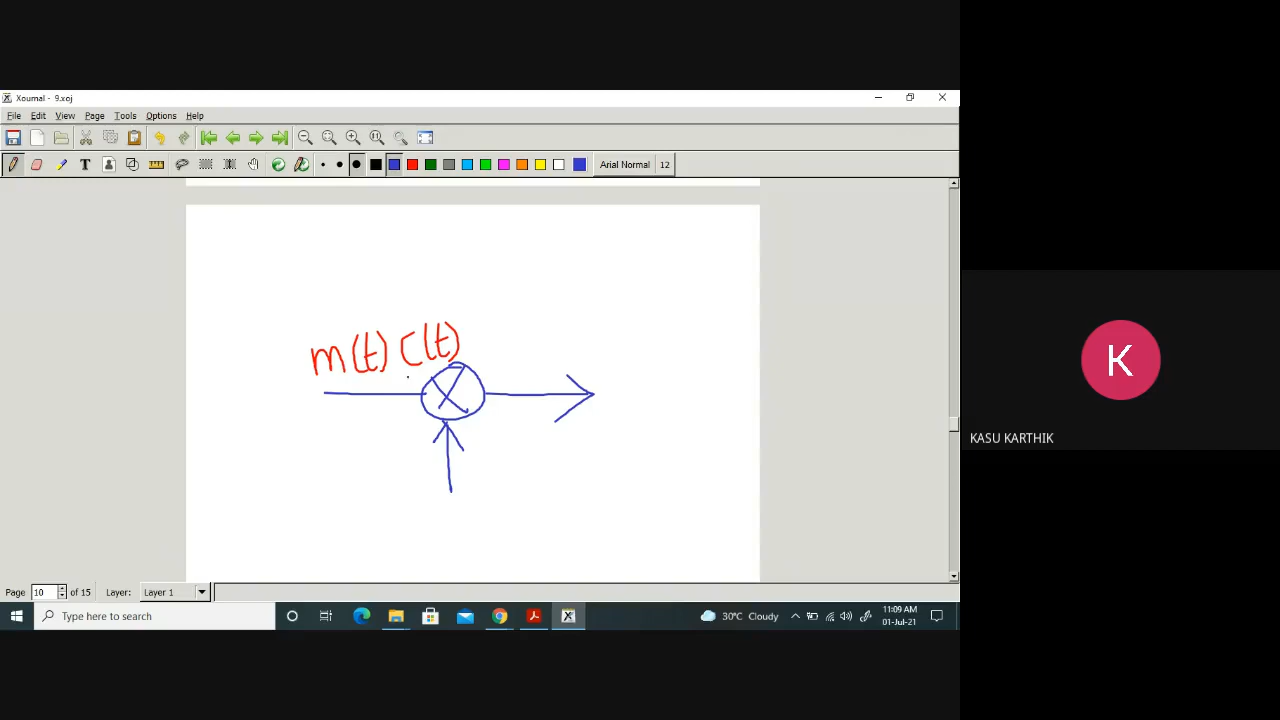 Xournal - 9.xoj
File Edit View Page Tools Options Help
T Arial Normal 12
m(t) c(t)
K
KASU KARTHIK
Page 10 of 15 Layer: Layer 1
Type here to search 30°C Cloudy 11:09 AM
01-Jul-21